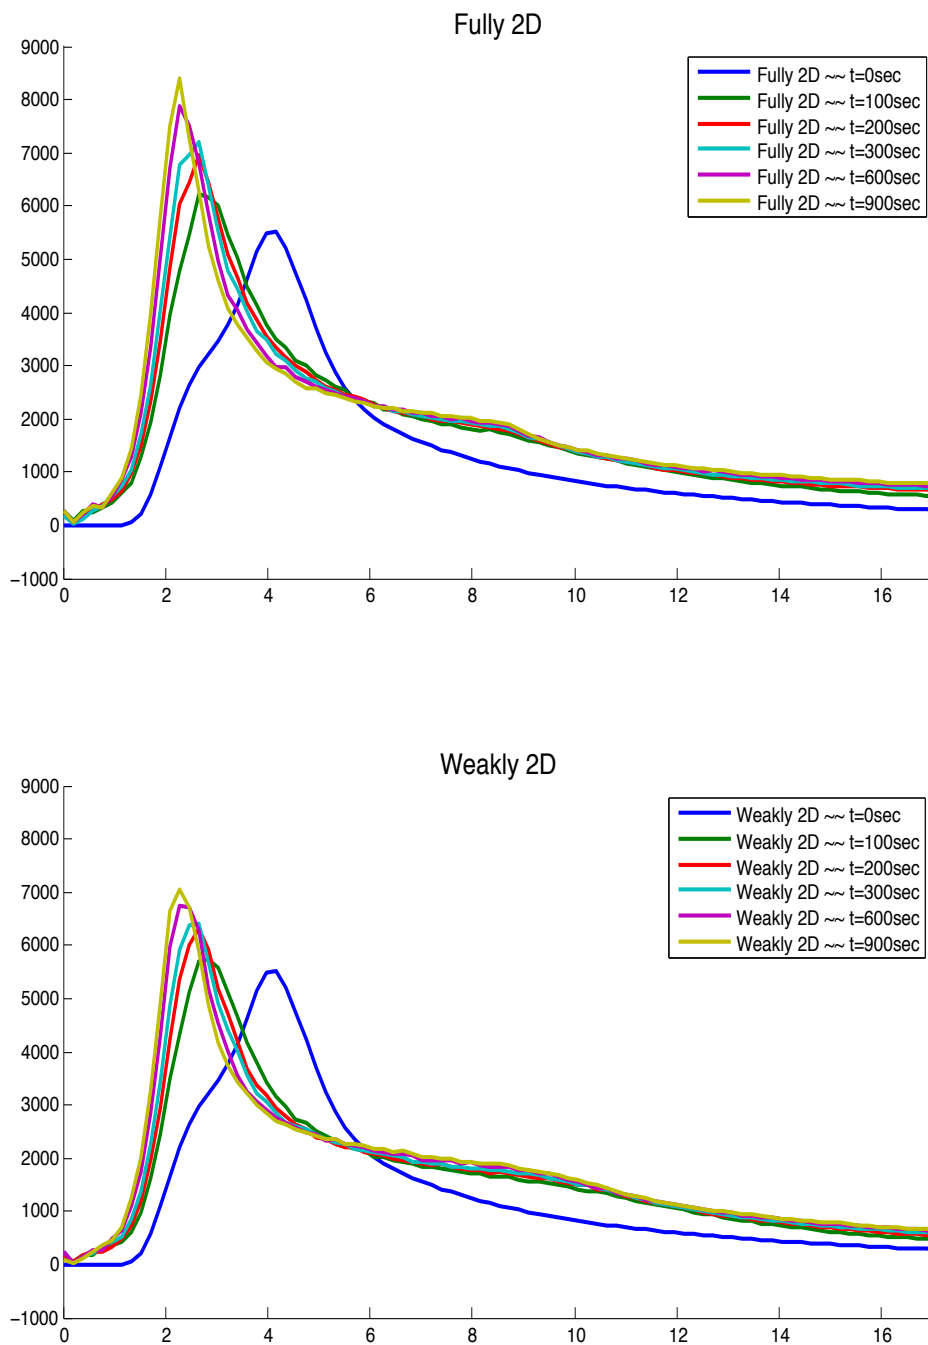 Fully 2D
9000
8000
7000
6000
5000
4000
3000
2000
1000
0
−1000
0 2 4 6 8 10 12 14 16
Fully 2D ~~ t=0sec
Fully 2D ~~ t=100sec
Fully 2D ~~ t=200sec
Fully 2D ~~ t=300sec
Fully 2D ~~ t=600sec
Fully 2D ~~ t=900sec
Weakly 2D
9000
8000
7000
6000
5000
4000
3000
2000
1000
0
−1000
0 2 4 6 8 10 12 14 16
Weakly 2D ~~ t=0sec
Weakly 2D ~~ t=100sec
Weakly 2D ~~ t=200sec
Weakly 2D ~~ t=300sec
Weakly 2D ~~ t=600sec
Weakly 2D ~~ t=900sec